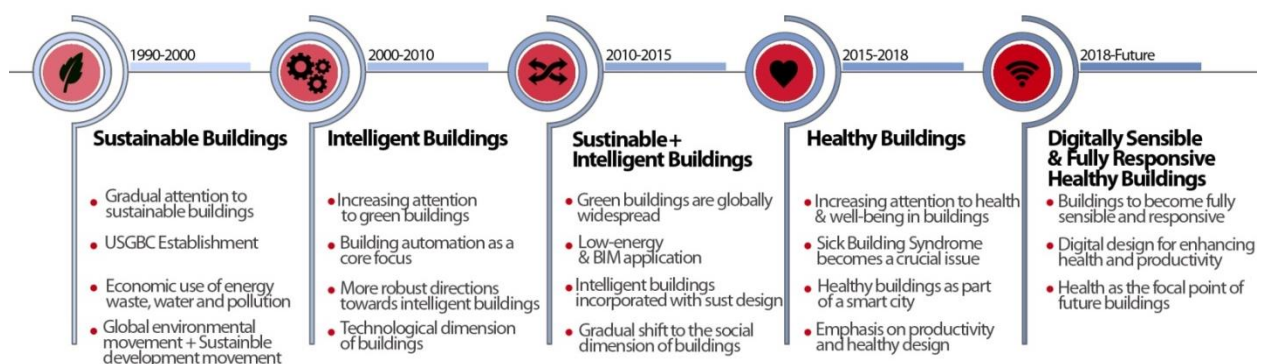 1990-2000
Sustainable Buildings
Gradual attention to
sustainable buildings
USGBC Establishment
Economic use of energy
waste, water and pollution
Global environmental
movement + Sustainble
development movement
2000-2010
Intelligent Buildings
Increasing attention
to green buildings
Building automation as a
core focus
More robust directions
towards intelligent buildings
Technological dimension
of buildings
2010-2015
Sustinable+
Intelligent Buildings
Green buildings are globally
widespread
Low-energy
& BIM application
Intelligent buildings
incorporated with sust design
Gradual shift to the social
dimension of buildings
2015-2018
Healthy Buildings
Increasing attention to health
& well-being in buildings
Sick Building Syndrome
becomes a crucial issue
Healthy buildings as part
of a smart city
Emphasis on productivity
and healthy design
2018-Future
Digitally Sensible
& Fully Responsive
Healthy Buildings
Buildings to become fully
sensible and responsive
Digital design for enhancing
health and productivity
Health as the focal point of
future buildings